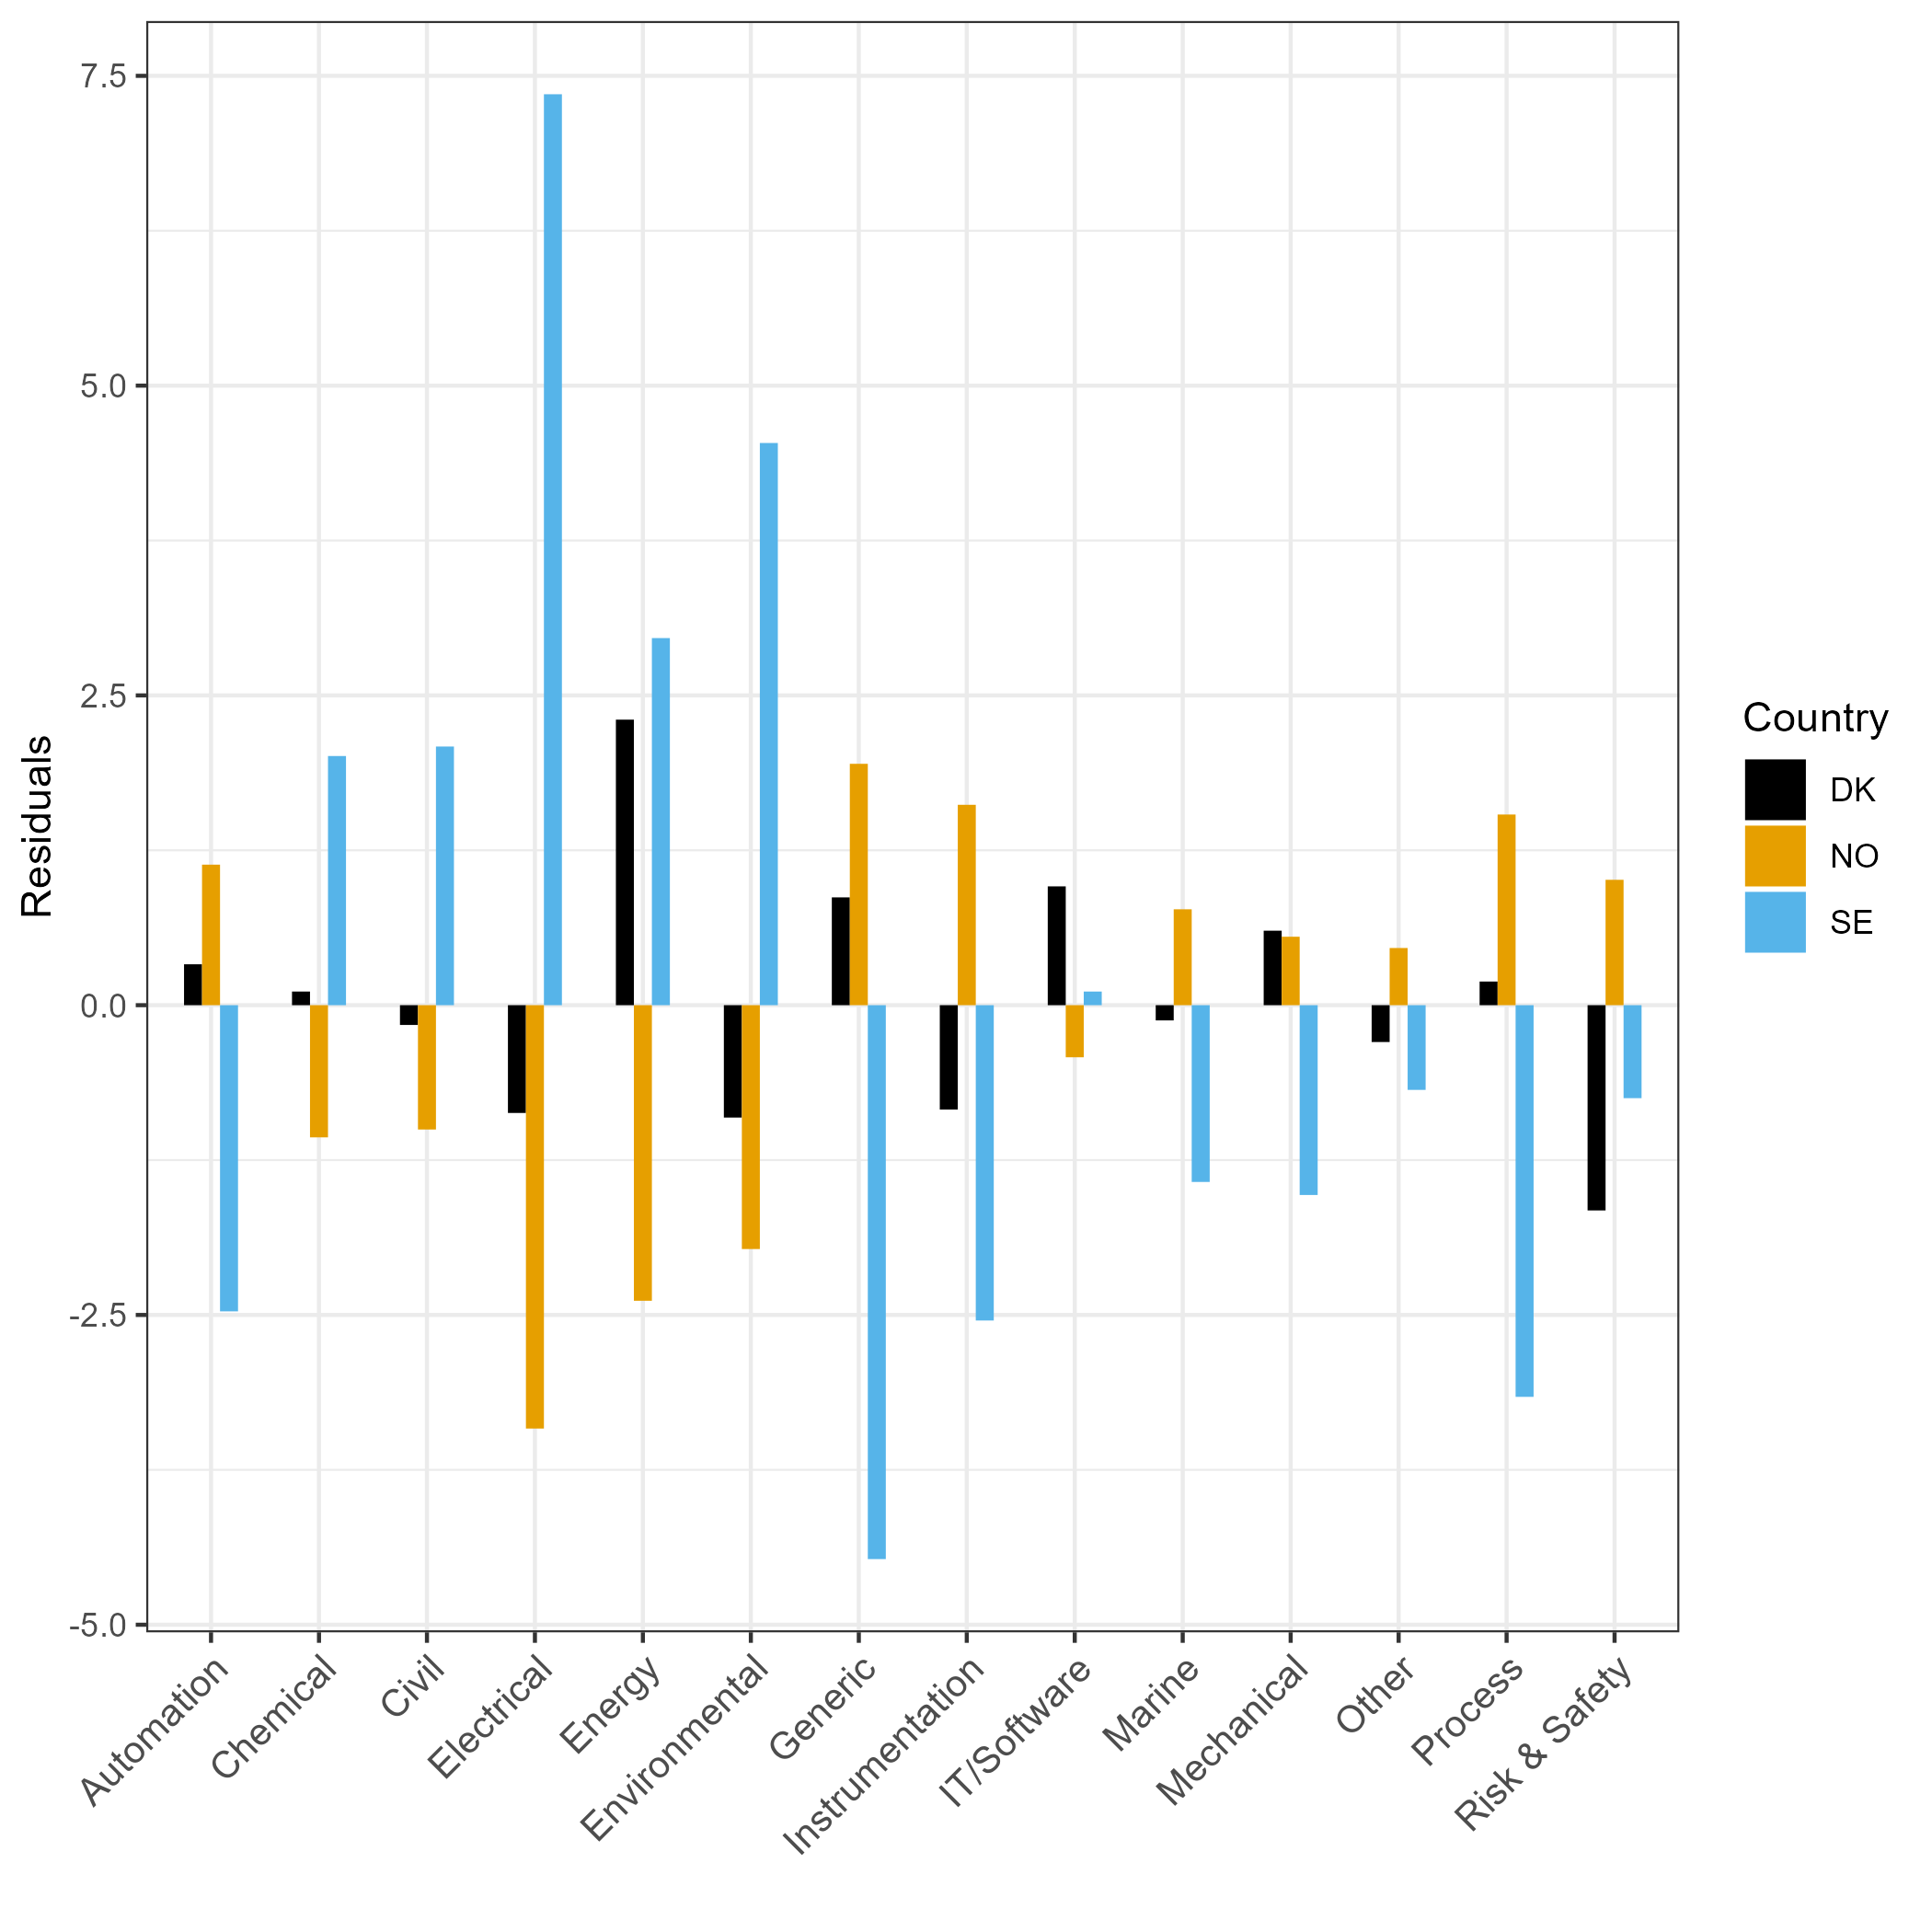 7.5
5.0
2.5
0.0
-2.5
-5.0
Residuals
Automation
Chemical
Civil
Electrical
Energy
Environmental
Generic
Instrumentation
IT/Software
Marine
Mechanical
Other
Process
Risk & Safety
Country
DK
NO
SE